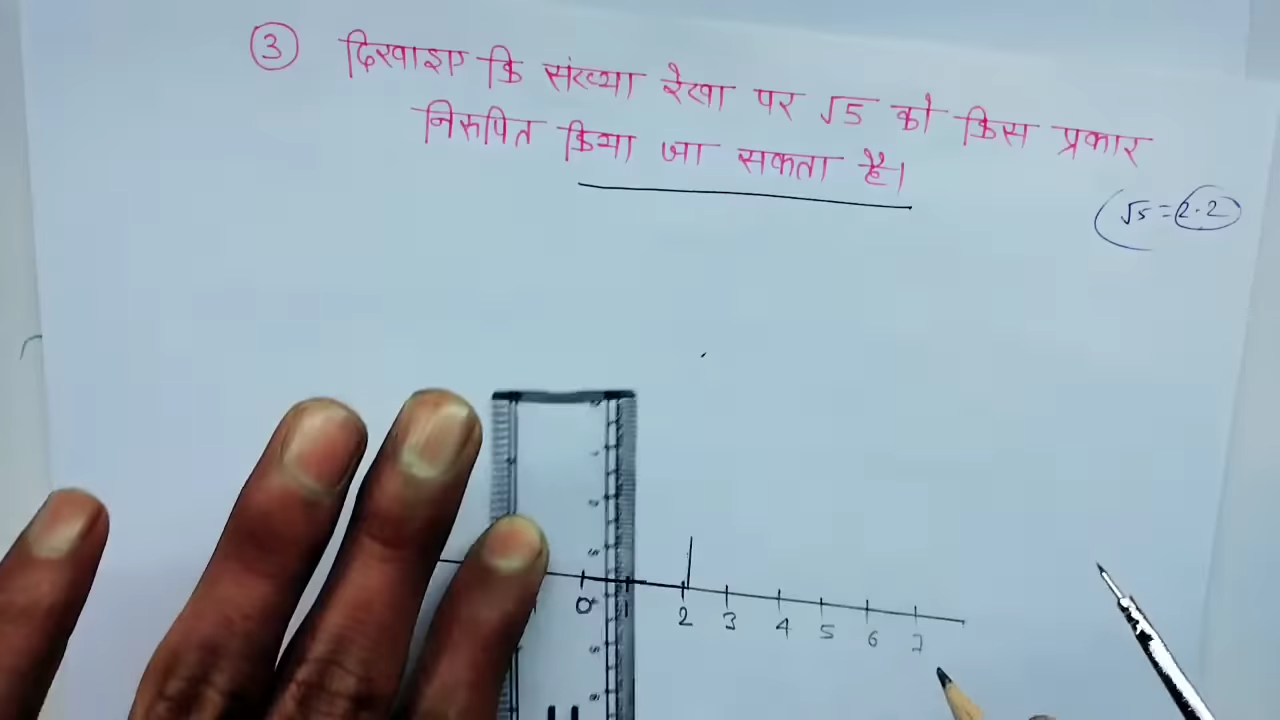 ③ दिखाइए कि संख्या रेखा पर √5 को किस प्रकार
निरुपित किया जा सकता है।
√5 = 2.2
0 1 2 3 4 5 6 7